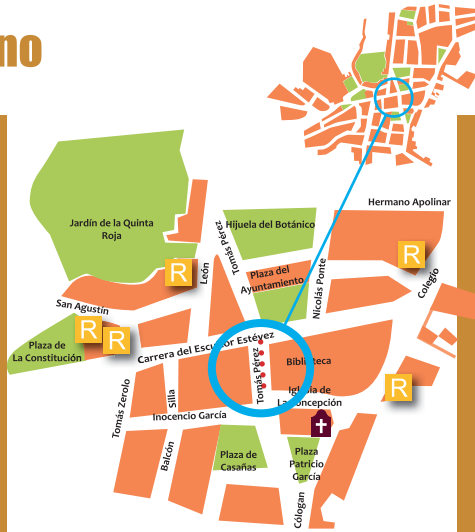 no
Hermano Apolinar
Jardín de la Quinta
Roja
Hijuela del Botánico
Tomás Pérez
León
Plaza del
Ayuntamiento
Nicolás Ponte
Colegio
R
R
San Agustín
R
R
Plaza de
La Constitución
Carrera del Escultor Estévez
Tomás Pérez
Biblioteca
Iglesia de
La Concepción
R
Tomás Zerolo
Silla
Inocencio García
Balcón
Plaza de
Casañas
Plaza
Patricio
García
Cólogan